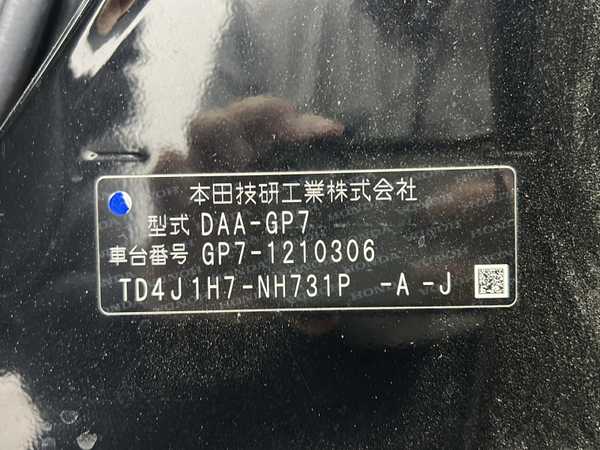 本田技研工業株式会社
型式 DAA-GP7
車台番号 GP7-1210306
TD4J1H7-NH731P -A -J